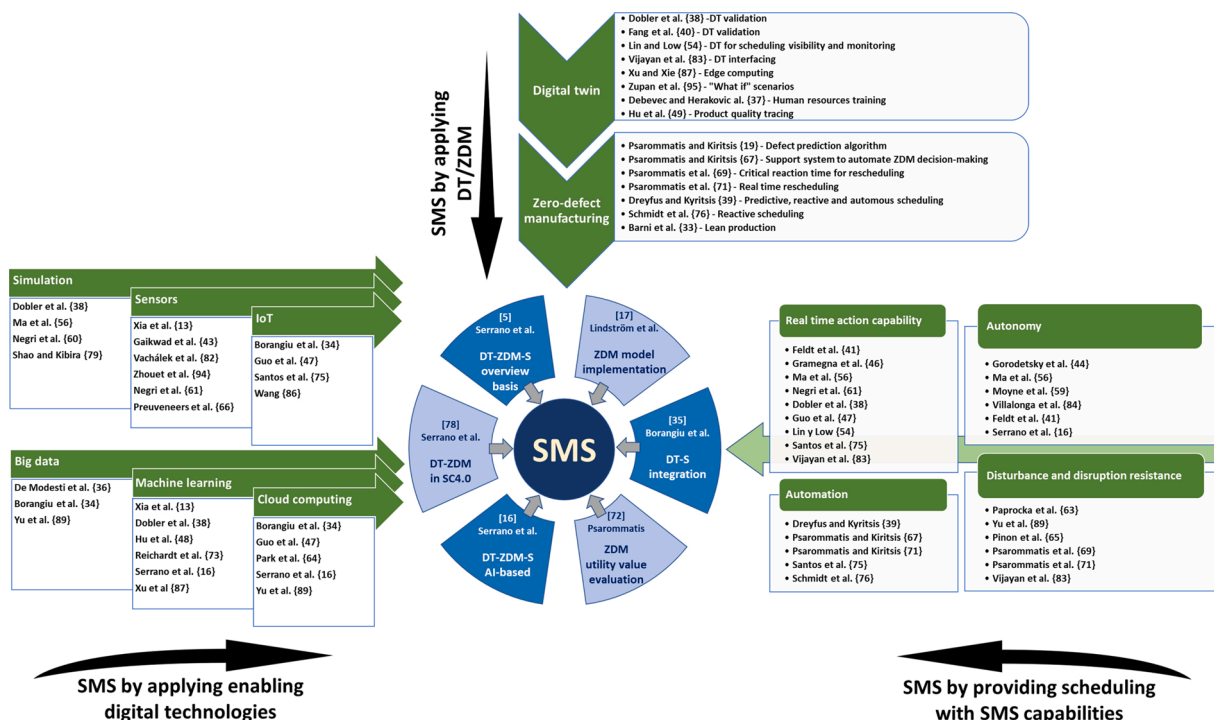 SMS by applying
DT/ZDM
Digital twin
• Dobler et al. {38} -DT validation
• Fang et al. {40} - DT validation
• Lin and Low {54} - DT for scheduling visibility and monitoring
• Vijayan et al. {83} - DT interfacing
• Xu and Xie {87} - Edge computing
• Zupan et al. {95} - "What if" scenarios
• Debevec and Herakovic al. {37} - Human resources training
• Hu et al. {49} - Product quality tracing
Zero-defect
manufacturing
• Psarommatis and Kiritsis {19} - Defect prediction algorithm
• Psarommatis and Kiritsis {67} - Support system to automate ZDM decision-making
• Psarommatis et al. {69} - Critical reaction time for rescheduling
• Psarommatis et al. {71} - Real time rescheduling
• Dreyfus and Kyritsis {39} - Predictive, reactive and automous scheduling
• Schmidt et al. {76} - Reactive scheduling
• Barni et al. {33} - Lean production
Simulation
Dobler et al. {38}
Ma et al. {56}
Negri et al. {60}
Shao and Kibira {79}
Sensors
Xia et al. {13}
Gaikwad et al. {43}
Vachálek et al. {82}
Zhouet et al. {94}
Negri et al. {61}
Preuveneers et al. {66}
IoT
Borangiu et al. {34}
Guo et al. {47}
Santos et al. {75}
Wang {86}
Big data
De Modesti et al. {36}
Borangiu et al. {34}
Yu et al. {89}
Machine learning
Xia et al. {13}
Dobler et al. {38}
Hu et al. {48}
Reichardt et al. {73}
Serrano et al. {16}
Xu et al {87}
Cloud computing
Borangiu et al. {34}
Guo et al. {47}
Park et al. {64}
Serrano et al. {16}
Yu et al. {89}
[5]
Serrano et al.
DT-ZDM-S
overview
basis
[17]
Lindström et al.
ZDM model
implementation
[78]
Serrano et al.
DT-ZDM
in SC4.0
SMS
[35]
Borangiu et al.
DT-S
integration
[16]
Serrano et al.
DT-ZDM-S
AI-based
[72]
Psarommatis
ZDM
utility value
evaluation
Real time action capability
• Feldt et al. {41}
• Gramegna et al. {46}
• Ma et al. {56}
• Negri et al. {61}
• Dobler et al. {38}
• Guo et al. {47}
• Lin y Low {54}
• Santos et al. {75}
• Vijayan et al. {83}
Autonomy
• Gorodetsky et al. {44}
• Ma et al. {56}
• Moyne et al. {59}
• Villalonga et al. {84}
• Feldt et al. {41}
• Serrano et al. {16}
Automation
• Dreyfus and Kyritsis {39}
• Psarommatis and Kiritsis {67}
• Psarommatis and Kiritsis {71}
• Santos et al. {75}
• Schmidt et al. {76}
Disturbance and disruption resistance
• Paprocka et al. {63}
• Yu et al. {89}
• Pinon et al. {65}
• Psarommatis et al. {69}
• Psarommatis et al. {71}
• Vijayan et al. {83}
SMS by applying enabling
digital technologies
SMS by providing scheduling
with SMS capabilities